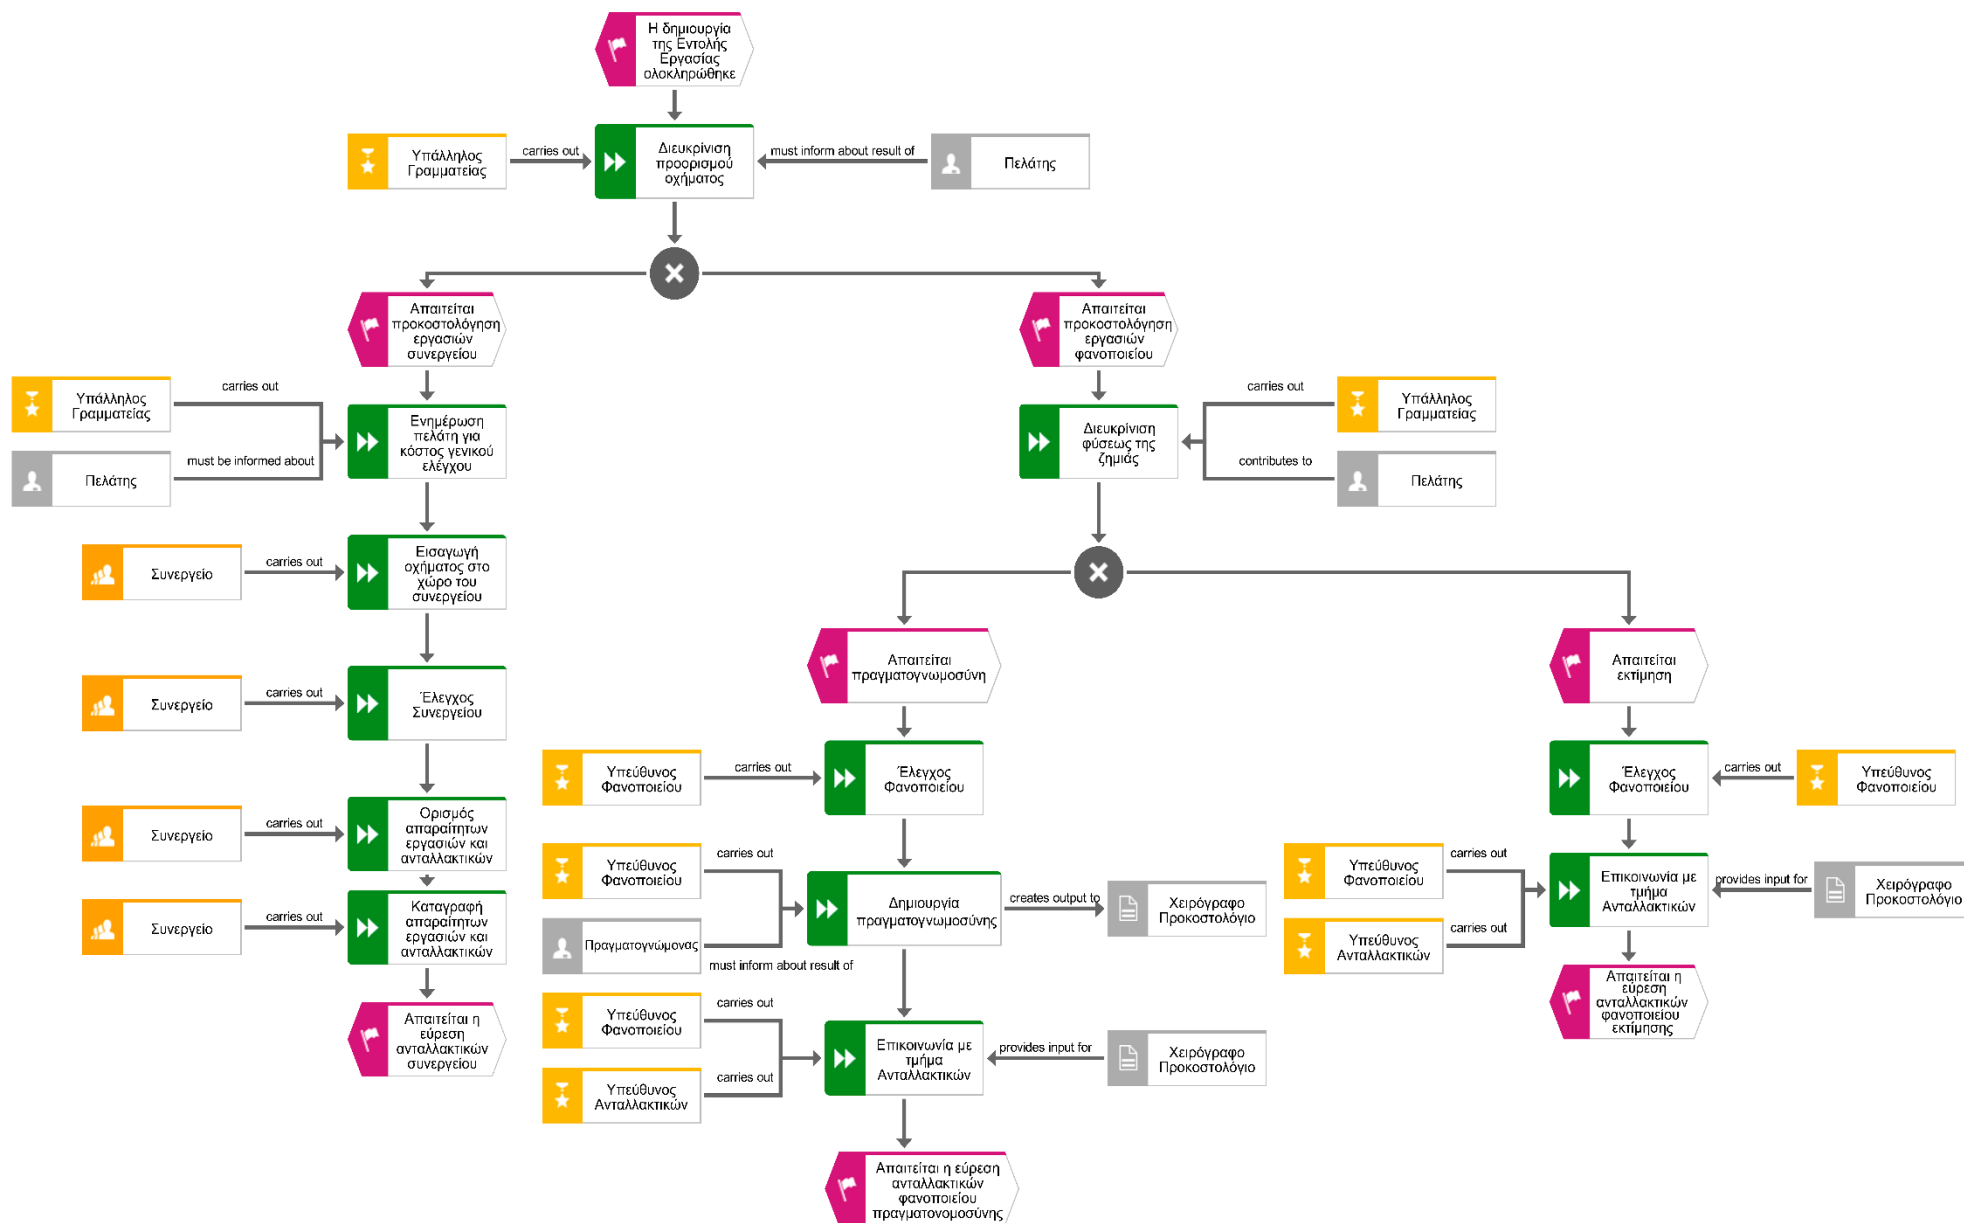 Η δημιουργία
της Εντολής
Εργασίας
ολοκληρώθηκε
Υπάλληλος
Γραμματείας
carries out
Διευκρίνιση
προορισμού
οχήματος
must inform about result of
Πελάτης
Απαιτείται
προκοστολόγηση
εργασιών
συνεργείου
Απαιτείται
προκοστολόγηση
εργασιών
φανοποιείου
Υπάλληλος
Γραμματείας
carries out
Πελάτης
must be informed about
Ενημέρωση
πελάτη για
κόστος γενικού
ελέγχου
Διευκρίνιση
φύσεως της
ζημιάς
carries out
Υπάλληλος
Γραμματείας
contributes to
Πελάτης
Συνεργείο
carries out
Εισαγωγή
οχήματος στο
χώρο του
συνεργείου
Συνεργείο
carries out
Έλεγχος
Συνεργείου
Συνεργείο
carries out
Ορισμός
απαραίτητων
εργασιών και
ανταλλακτικών
Συνεργείο
carries out
Καταγραφή
απαραίτητων
εργασιών και
ανταλλακτικών
Απαιτείται η
εύρεση
ανταλλακτικών
συνεργείου
Απαιτείται
πραγματογνωμοσύνη
Υπεύθυνος
Φανοποιείου
carries out
Έλεγχος
Φανοποιείου
Υπεύθυνος
Φανοποιείου
carries out
Πραγματογνώμονας
must inform about result of
Δημιουργία
πραγματογνωμοσύνης
creates output to
Χειρόγραφο
Προκοστολόγιο
Υπεύθυνος
Φανοποιείου
carries out
Υπεύθυνος
Ανταλλακτικών
carries out
Επικοινωνία με
τμήμα
Ανταλλακτικών
provides input for
Χειρόγραφο
Προκοστολόγιο
Απαιτείται η εύρεση
ανταλλακτικών
φανοποιείου
πραγματονομοσύνης
Απαιτείται
εκτίμηση
Έλεγχος
Φανοποιείου
carries out
Υπεύθυνος
Φανοποιείου
Υπεύθυνος
Φανοποιείου
carries out
Υπεύθυνος
Ανταλλακτικών
carries out
Επικοινωνία με
τμήμα
Ανταλλακτικών
provides input for
Χειρόγραφο
Προκοστολόγιο
Απαιτείται η
εύρεση
ανταλλακτικών
φανοποιείου
εκτίμησης